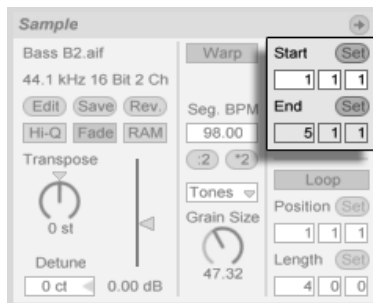 Sample
Bass B2.aif
44.1 kHz 16 Bit 2 Ch
Edit Save Rev.
Hi-Q Fade RAM
Transpose
0 st
Detune
0 ct 0.00 dB
Warp
Seg. BPM
98.00
:2 *2
Tones
Grain Size
47.32
Start Set
1 1 1
End Set
5 1 1
Loop
Position Set
1 1 1
Length Set
4 0 0